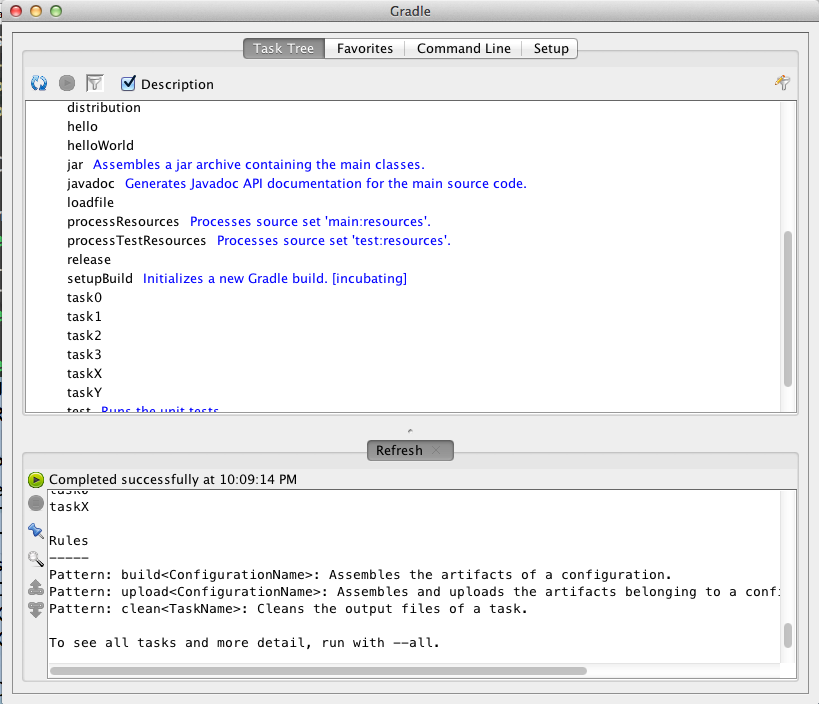 Gradle
Task Tree Favorites Command Line Setup
Description
distribution
hello
helloWorld
jar Assembles a jar archive containing the main classes.
javadoc Generates Javadoc API documentation for the main source code.
loadfile
processResources Processes source set 'main:resources'.
processTestResources Processes source set 'test:resources'.
release
setupBuild Initializes a new Gradle build. [incubating]
task0
task1
task2
task3
taskX
taskY
test Runs the unit tests
Refresh
Completed successfully at 10:09:14 PM
taskX
Rules
-----
Pattern: build<ConfigurationName>: Assembles the artifacts of a configuration.
Pattern: upload<ConfigurationName>: Assembles and uploads the artifacts belonging to a confi
Pattern: clean<TaskName>: Cleans the output files of a task.
To see all tasks and more detail, run with --all.